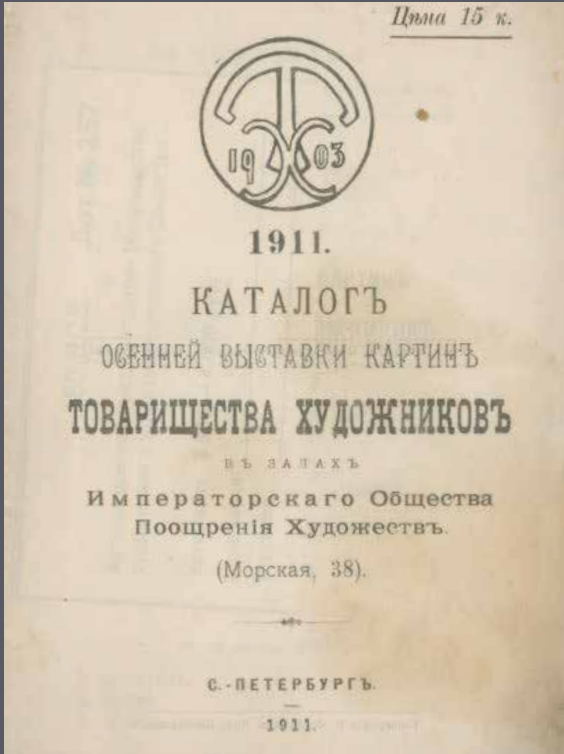 Цѣна 15 к.
ТХ
19 03
1911.
КАТАЛОГЪ
ОСЕННЕЙ ВЫСТАВКИ КАРТИНЪ
ТОВАРИЩЕСТВА ХУДОЖНИКОВЪ
ВЪ ЗАЛАХЪ
Императорскаго Общества
Поощренія Художествъ.
(Морская, 38).
С.-ПЕТЕРБУРГЪ.
1911.